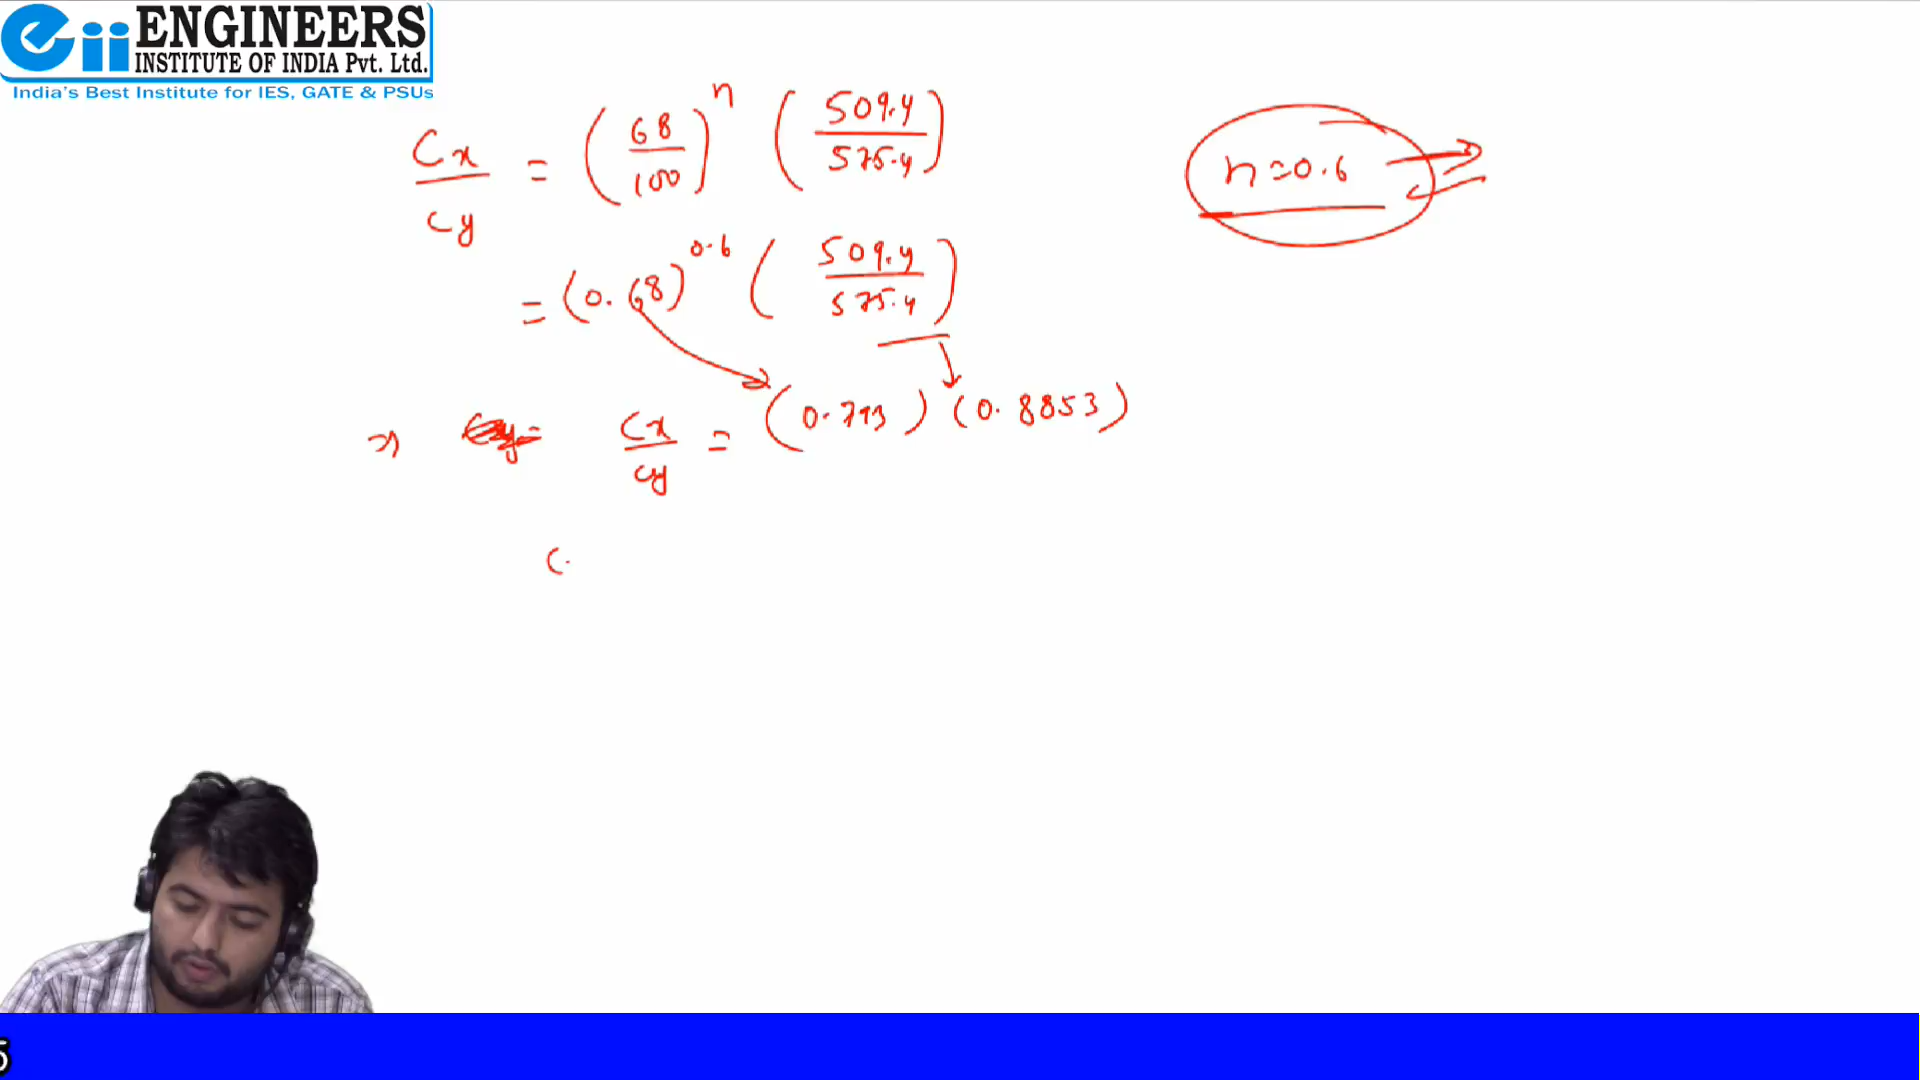 ENGINEERS
INSTITUTE OF INDIA Pvt. Ltd.
India's Best Institute for IES, GATE & PSUs
Cx/Cy = (68/100)^n (509.4/575.4)
n=0.6
= (0.68)^0.6 (509.4/575.4)
⇒ Cx/Cy = (0.793) (0.8853)
(.
5